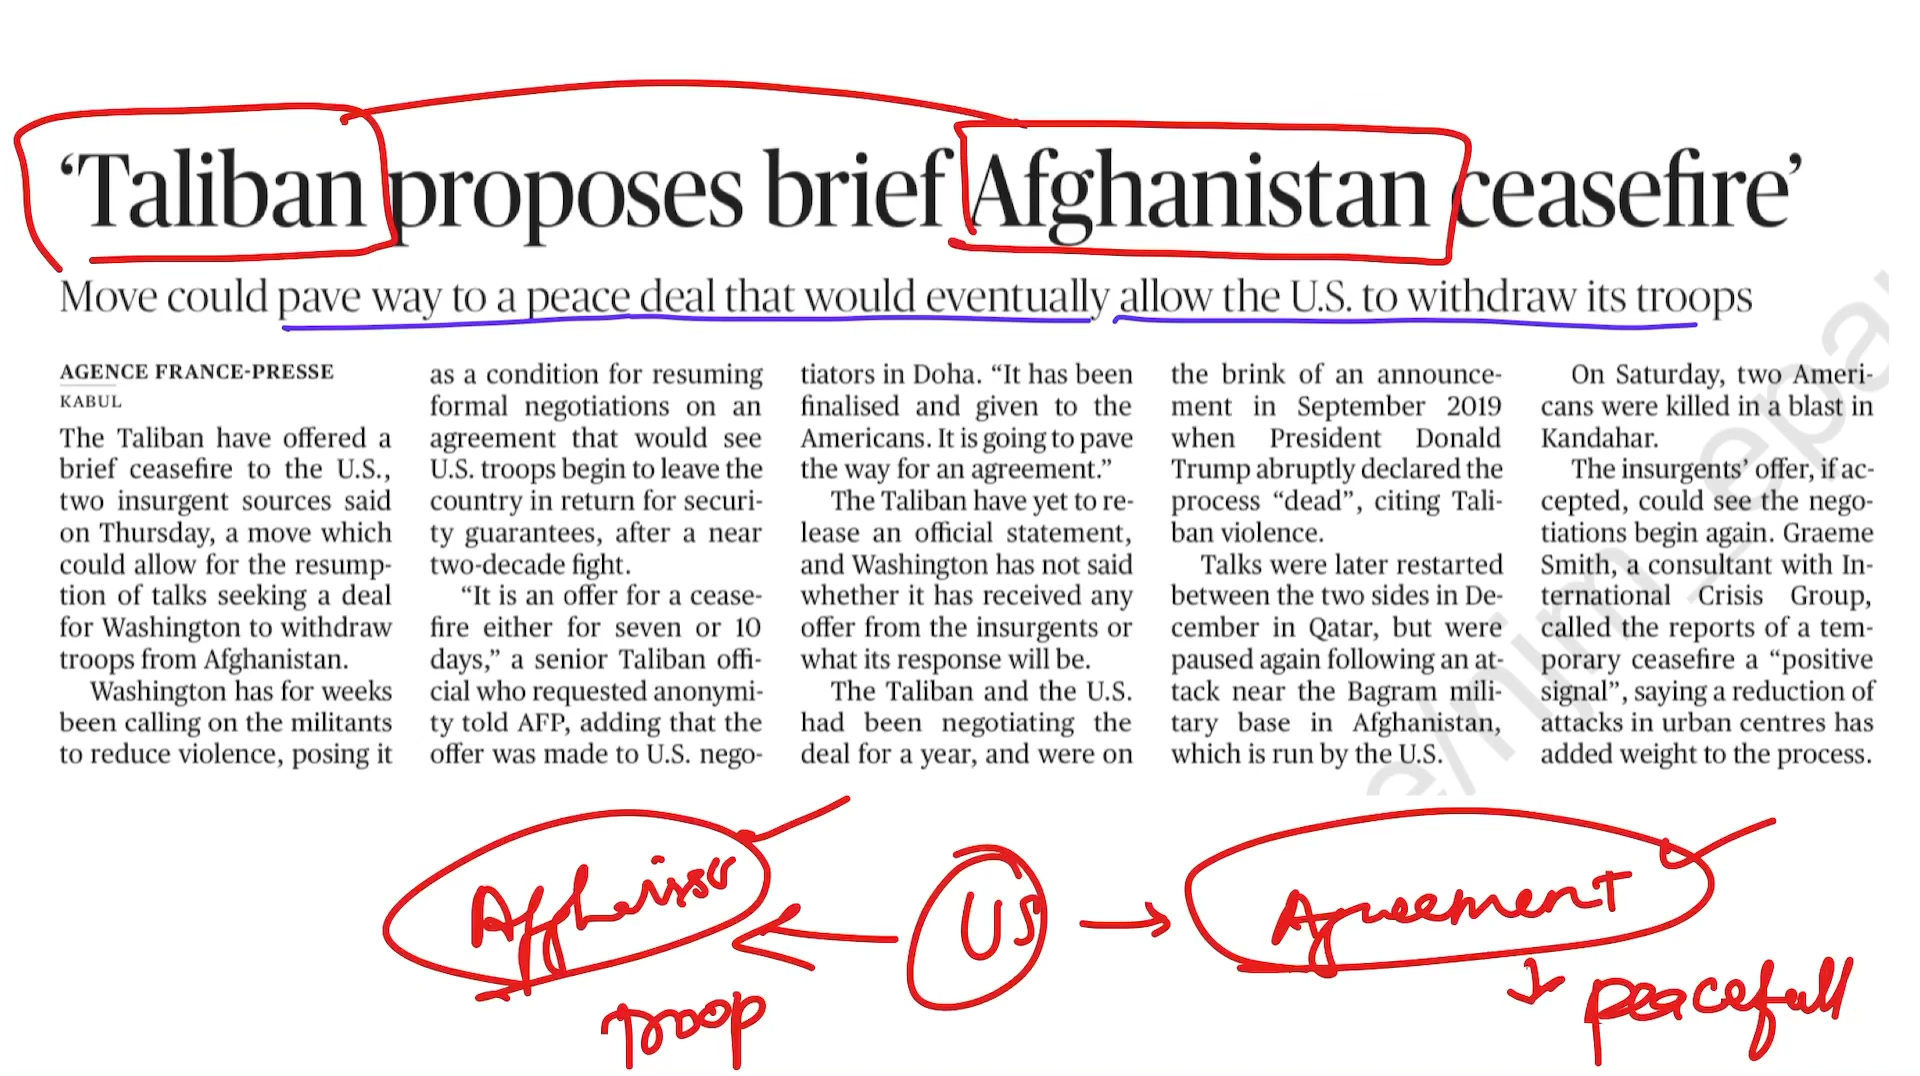 ‘Taliban proposes brief Afghanistan ceasefire’
Move could pave way to a peace deal that would eventually allow the U.S. to withdraw its troops
AGENCE FRANCE-PRESSE
KABUL
The Taliban have offered a
brief ceasefire to the U.S.,
two insurgent sources said
on Thursday, a move which
could allow for the resump-
tion of talks seeking a deal
for Washington to withdraw
troops from Afghanistan.
Washington has for weeks
been calling on the militants
to reduce violence, posing it
as a condition for resuming
formal negotiations on an
agreement that would see
U.S. troops begin to leave the
country in return for securi-
ty guarantees, after a near
two-decade fight.
“It is an offer for a cease-
fire either for seven or 10
days,” a senior Taliban offi-
cial who requested anonymi-
ty told AFP, adding that the
offer was made to U.S. nego-
tiators in Doha. “It has been
finalised and given to the
Americans. It is going to pave
the way for an agreement.”
The Taliban have yet to re-
lease an official statement,
and Washington has not said
whether it has received any
offer from the insurgents or
what its response will be.
The Taliban and the U.S.
had been negotiating the
deal for a year, and were on
the brink of an announce-
ment in September 2019
when President Donald
Trump abruptly declared the
process “dead”, citing Tali-
ban violence.
Talks were later restarted
between the two sides in De-
cember in Qatar, but were
paused again following an at-
tack near the Bagram mili-
tary base in Afghanistan,
which is run by the U.S.
On Saturday, two Ameri-
cans were killed in a blast in
Kandahar.
The insurgents’ offer, if ac-
cepted, could see the nego-
tiations begin again. Graeme
Smith, a consultant with In-
ternational Crisis Group,
called the reports of a tem-
porary ceasefire a “positive
signal”, saying a reduction of
attacks in urban centres has
added weight to the process.
US
Agreement
Troop
peacefull